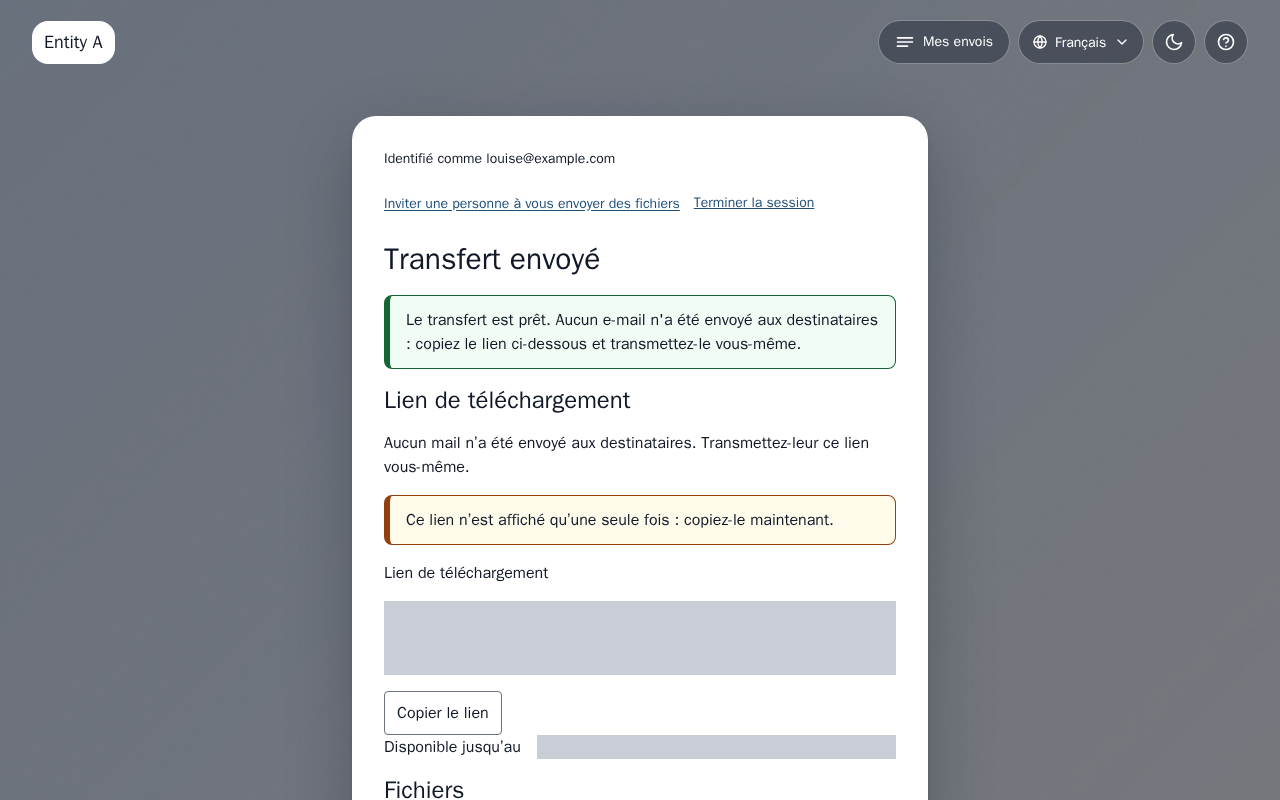 Entity A
Mes envois
Français
Identifié comme louise@example.com
Inviter une personne à vous envoyer des fichiers
Terminer la session
Transfert envoyé
Le transfert est prêt. Aucun e-mail n'a été envoyé aux destinataires
: copiez le lien ci-dessous et transmettez-le vous-même.
Lien de téléchargement
Aucun mail n’a été envoyé aux destinataires. Transmettez-leur ce lien
vous-même.
Ce lien n’est affiché qu’une seule fois : copiez-le maintenant.
Lien de téléchargement
Copier le lien
Disponible jusqu’au
Fichiers